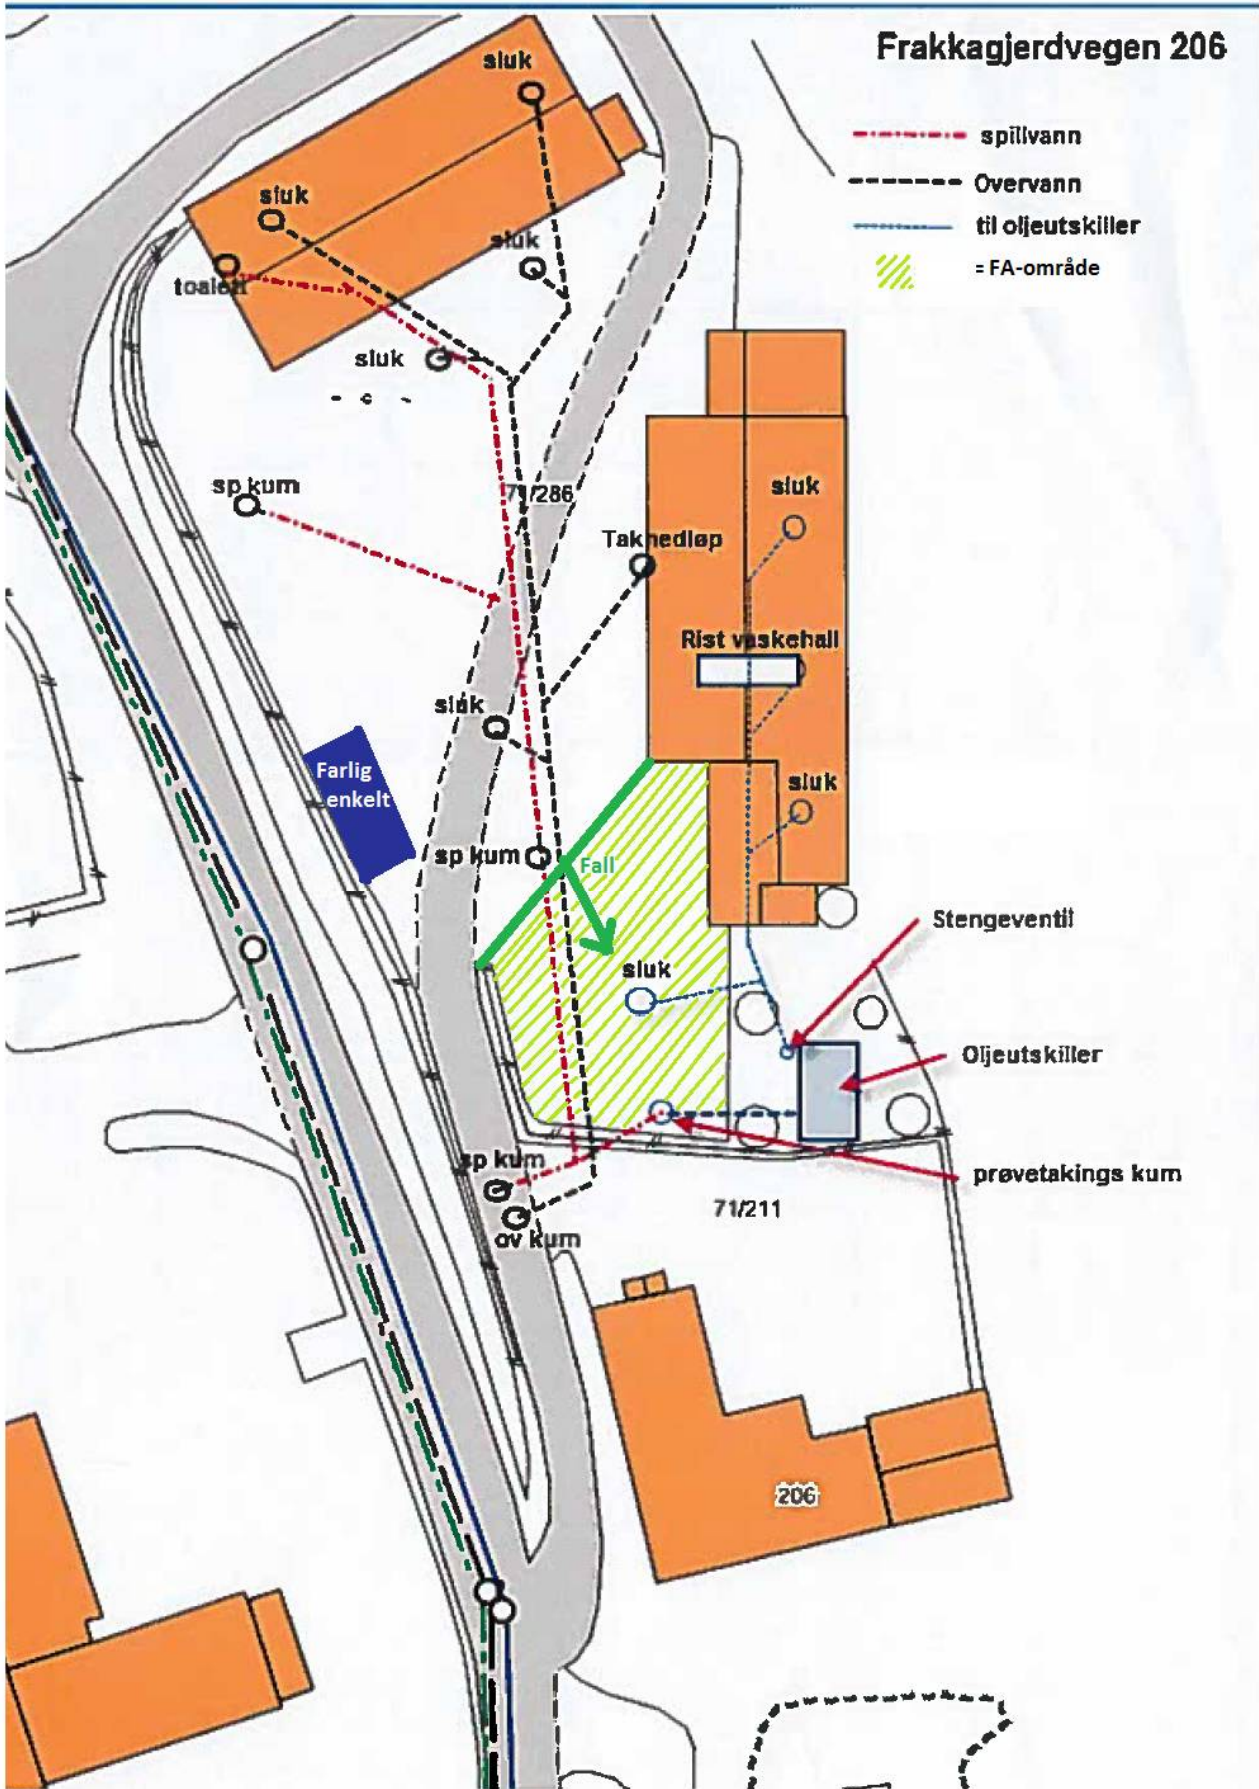 Frakkagjerdvegen 206
spillvann
Overvann
til oljeutskiller
= FA-område
sluk
sluk
sluk
toalett
sluk
sp kum
71/286
sluk
Taknedløp
Rist vaskehall
sluk
Farlig
enkelt
sluk
sp kum
Fall
Stengeventil
sluk
Oljeutskiller
sp kum
prøvetakings kum
71/211
ov kum
206